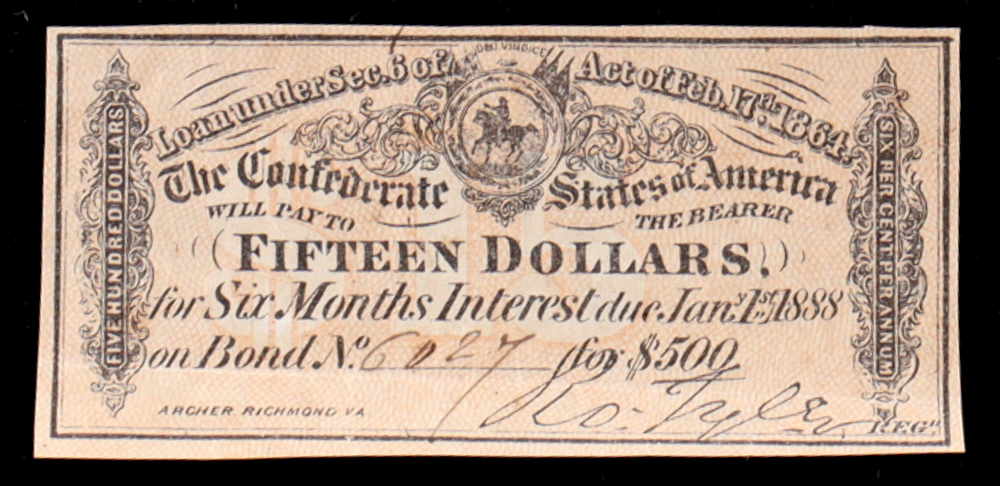 DEO VINDICE
Loan under Sec. 6 of Act of Feb. 17th 1864.
The Confederate States of America
WILL PAY TO THE BEARER
FIFTEEN DOLLARS.
for Six Months Interest due Jany 1st 1888
on Bond No. 6027 for $500
Ro. Tyler
ARCHER. RICHMOND VA
REGr.
FIVE HUNDRED DOLLARS
SIX PER CENT PER ANNUM